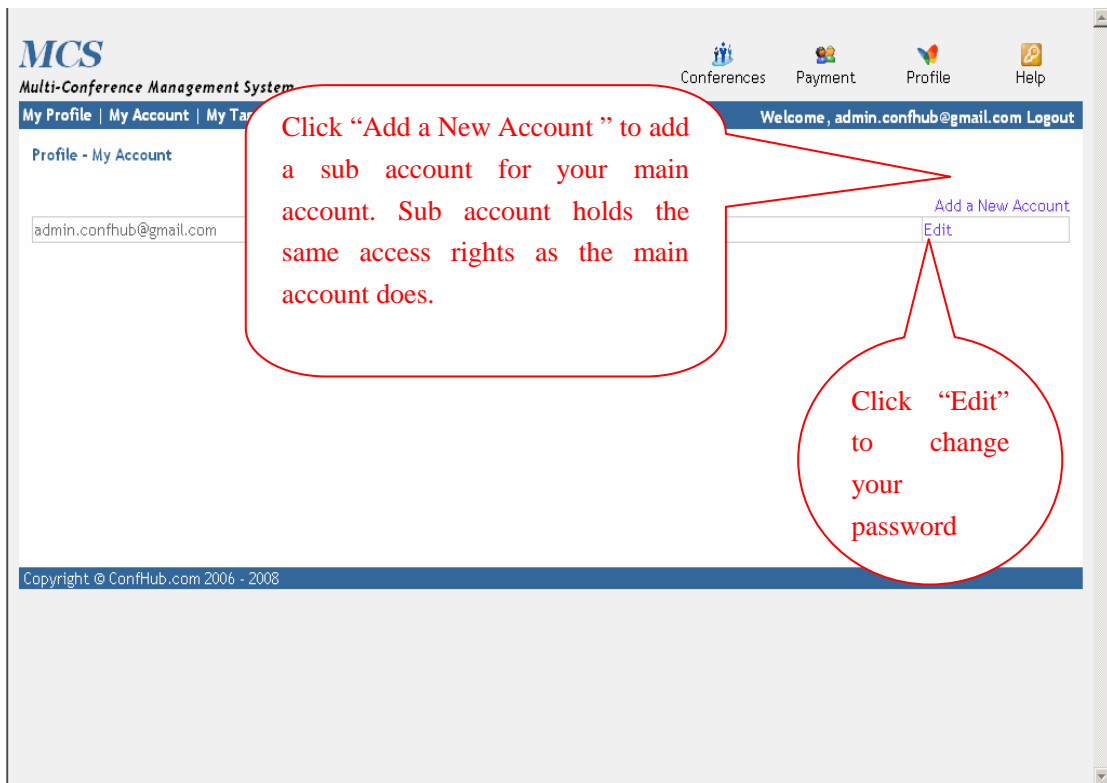 MCS
Multi-Conference Management System
Conferences Payment Profile Help
My Profile | My Account | My
Welcome, admin.confhub@gmail.com Logout
Profile - My Account
Click “Add a New Account ” to add
a sub account for your main
account. Sub account holds the
same access rights as the main
account does.
Add a New Account
admin.confhub@gmail.com
Edit
Click “Edit”
to change
your
password
Copyright © ConfHub.com 2006 - 2008